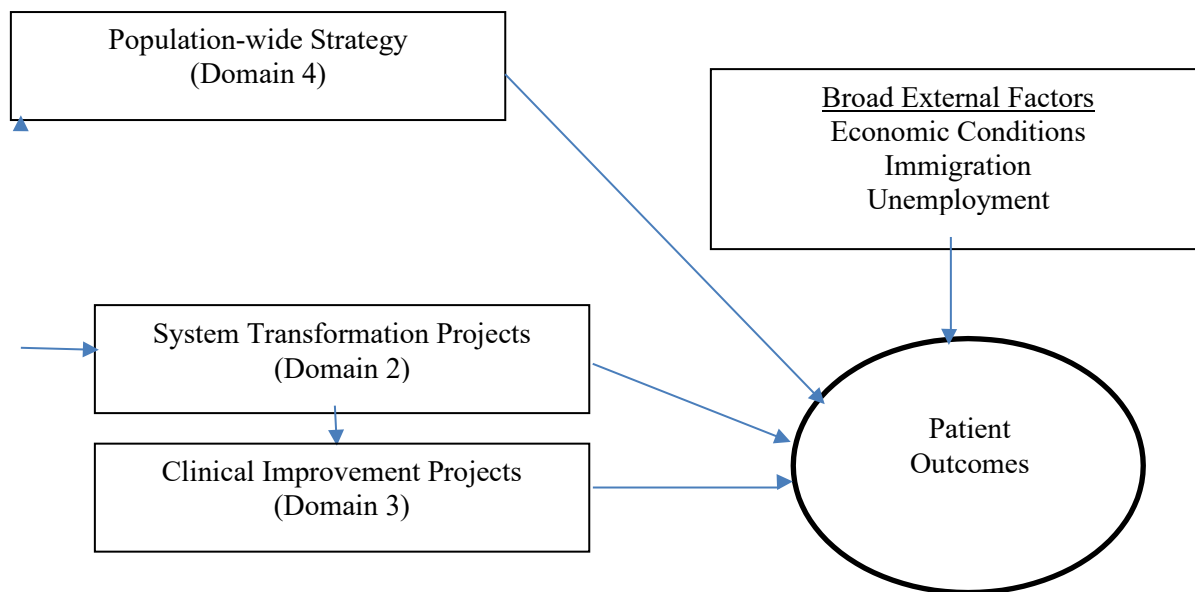 Population-wide Strategy
(Domain 4)
Broad External Factors
Economic Conditions
Immigration
Unemployment
System Transformation Projects
(Domain 2)
Clinical Improvement Projects
(Domain 3)
Patient
Outcomes